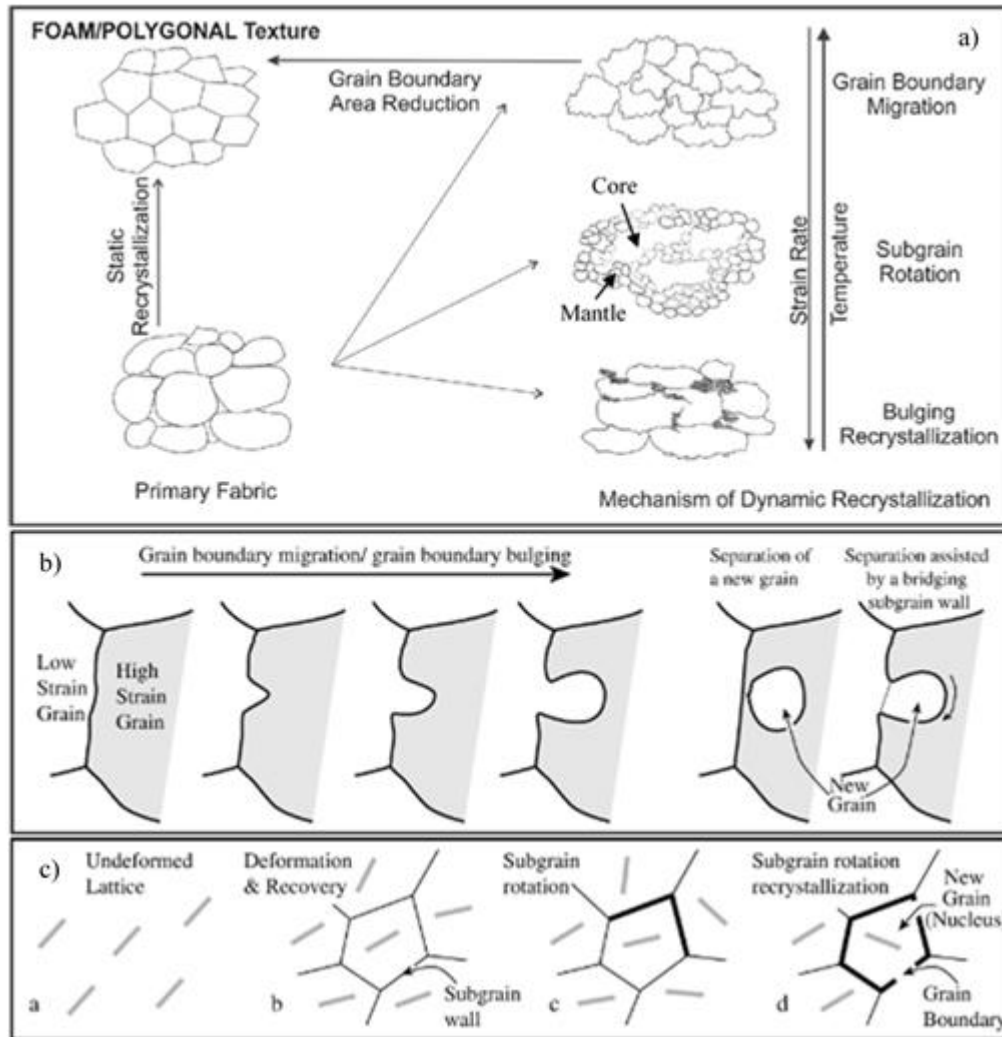 FOAM/POLYGONAL Texture
a)
Grain Boundary
Area Reduction
Grain Boundary
Migration
Static
Recrystallization
Core
Mantle
Strain Rate
Temperature
Subgrain
Rotation
Bulging
Recrystallization
Primary Fabric
Mechanism of Dynamic Recrystallization
b)
Grain boundary migration/ grain boundary bulging
Separation of
a new grain
Separation assisted
by a bridging
subgrain wall
Low
Strain
Grain
High
Strain
Grain
New
Grain
c)
Undeformed
Lattice
Deformation
& Recovery
Subgrain
rotation
Subgrain rotation
recrystallization
New
Grain
(Nucleus
Subgrain
wall
Grain
Boundary
a
b
c
d